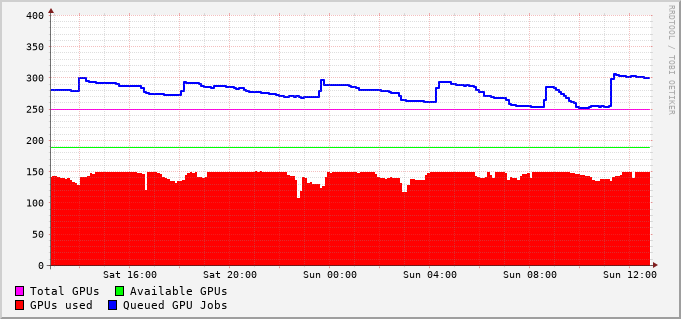 400
350
300
250
200
150
100
50
0
Sat 16:00 Sat 20:00 Sun 00:00 Sun 04:00 Sun 08:00 Sun 12:00
Total GPUs Available GPUs
GPUs used Queued GPU Jobs
RRDTOOL / TOBI OETIKER